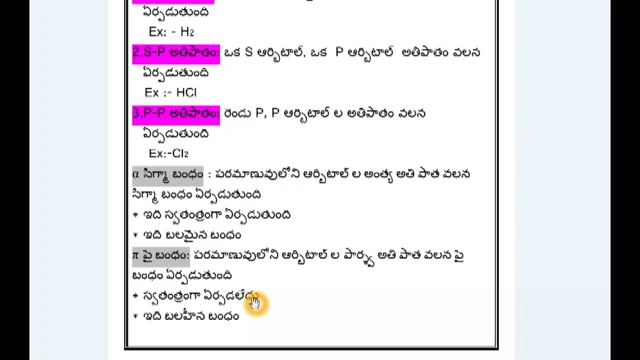 ఏర్పడుతుంది
Ex: - H₂
2.S-P అతిపాతం: ఒక S ఆర్బిటాల్, ఒక P ఆర్బిటాల్ అతిపాతం వలన
ఏర్పడుతుంది
Ex :- HCl
3.P-P అతిపాతం: రెండు P, P ఆర్బిటాల్ ల అతిపాతం వలన
ఏర్పడుతుంది
Ex:-Cl₂
α సిగ్మా బంధం : పరమాణువులోని ఆర్బిటాల్ ల అంత్య అతి పాత వలన
సిగ్మా బంధం ఏర్పడుతుంది
* ఇది స్వతంత్రంగా ఏర్పడుతుంది
* ఇది బలమైన బంధం
π పై బంధం: పరమాణువులోని ఆర్బిటాల్ ల పార్శ్వ అతి పాత వలన పై
బంధం ఏర్పడుతుంది
* స్వతంత్రంగా ఏర్పడలేదు
* ఇది బలహీన బంధం